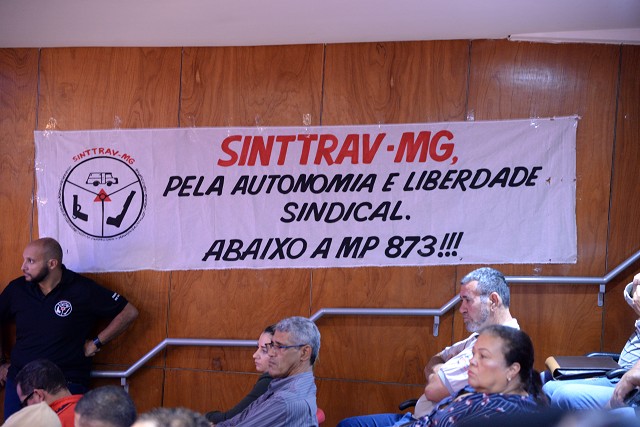 SINTTRAV-MG
SINTTRAV-MG,
PELA AUTONOMIA E LIBERDADE
SINDICAL.
ABAIXO A MP 873!!!